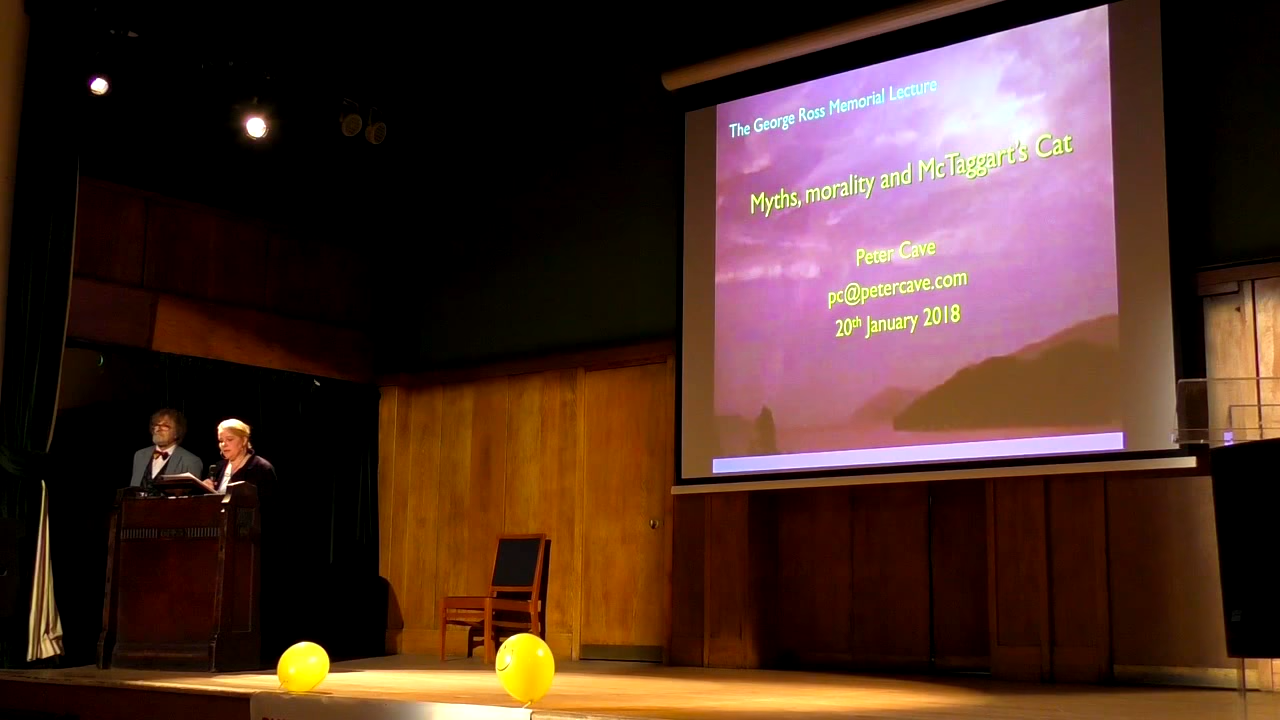 The George Ross Memorial Lecture
Myths, morality and McTaggart's Cat
Peter Cave
pc@petercave.com
20th January 2018